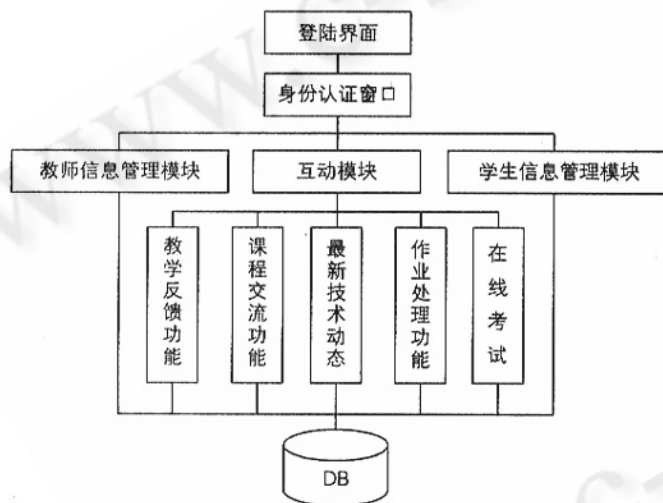 登陆界面
身份认证窗口
教师信息管理模块
互动模块
学生信息管理模块
教学反馈功能
课程交流功能
最新技术动态
作业处理功能
在线考试
DB